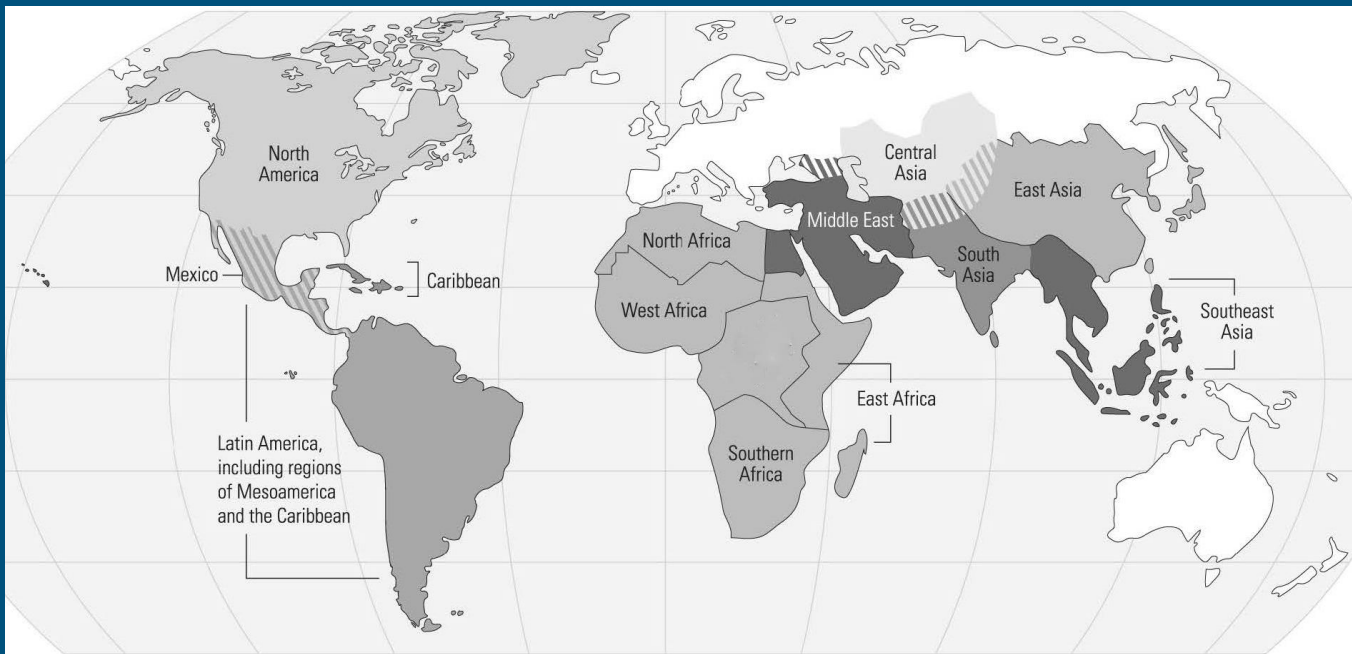 North
America
Mexico
Caribbean
Latin America,
including regions
of Mesoamerica
and the Caribbean
North Africa
West Africa
Southern
Africa
East Africa
Middle East
Central
Asia
East Asia
South
Asia
Southeast
Asia